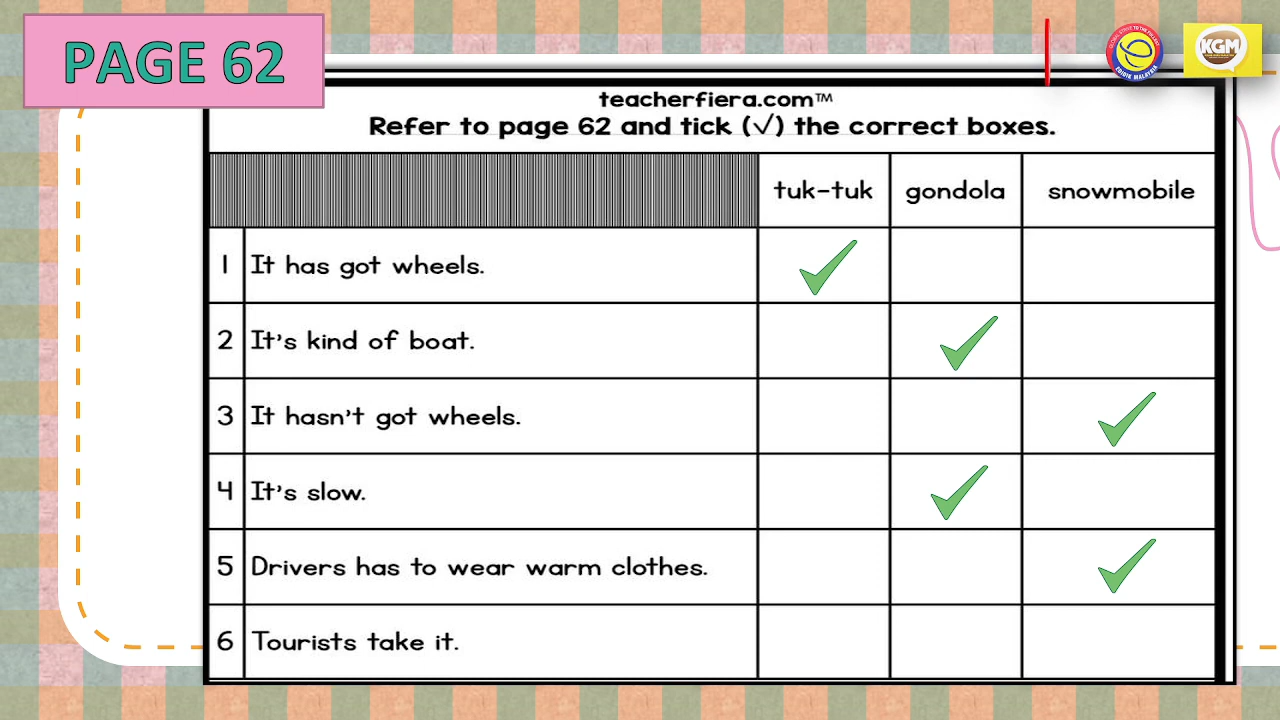 PAGE 62
KGM
EDIDIK MALAYSIA
teacherfiera.com™
Refer to page 62 and tick (√) the correct boxes.
tuk-tuk gondola snowmobile
1 It has got wheels.
2 It's kind of boat.
3 It hasn't got wheels.
4 It's slow.
5 Drivers has to wear warm clothes.
6 Tourists take it.